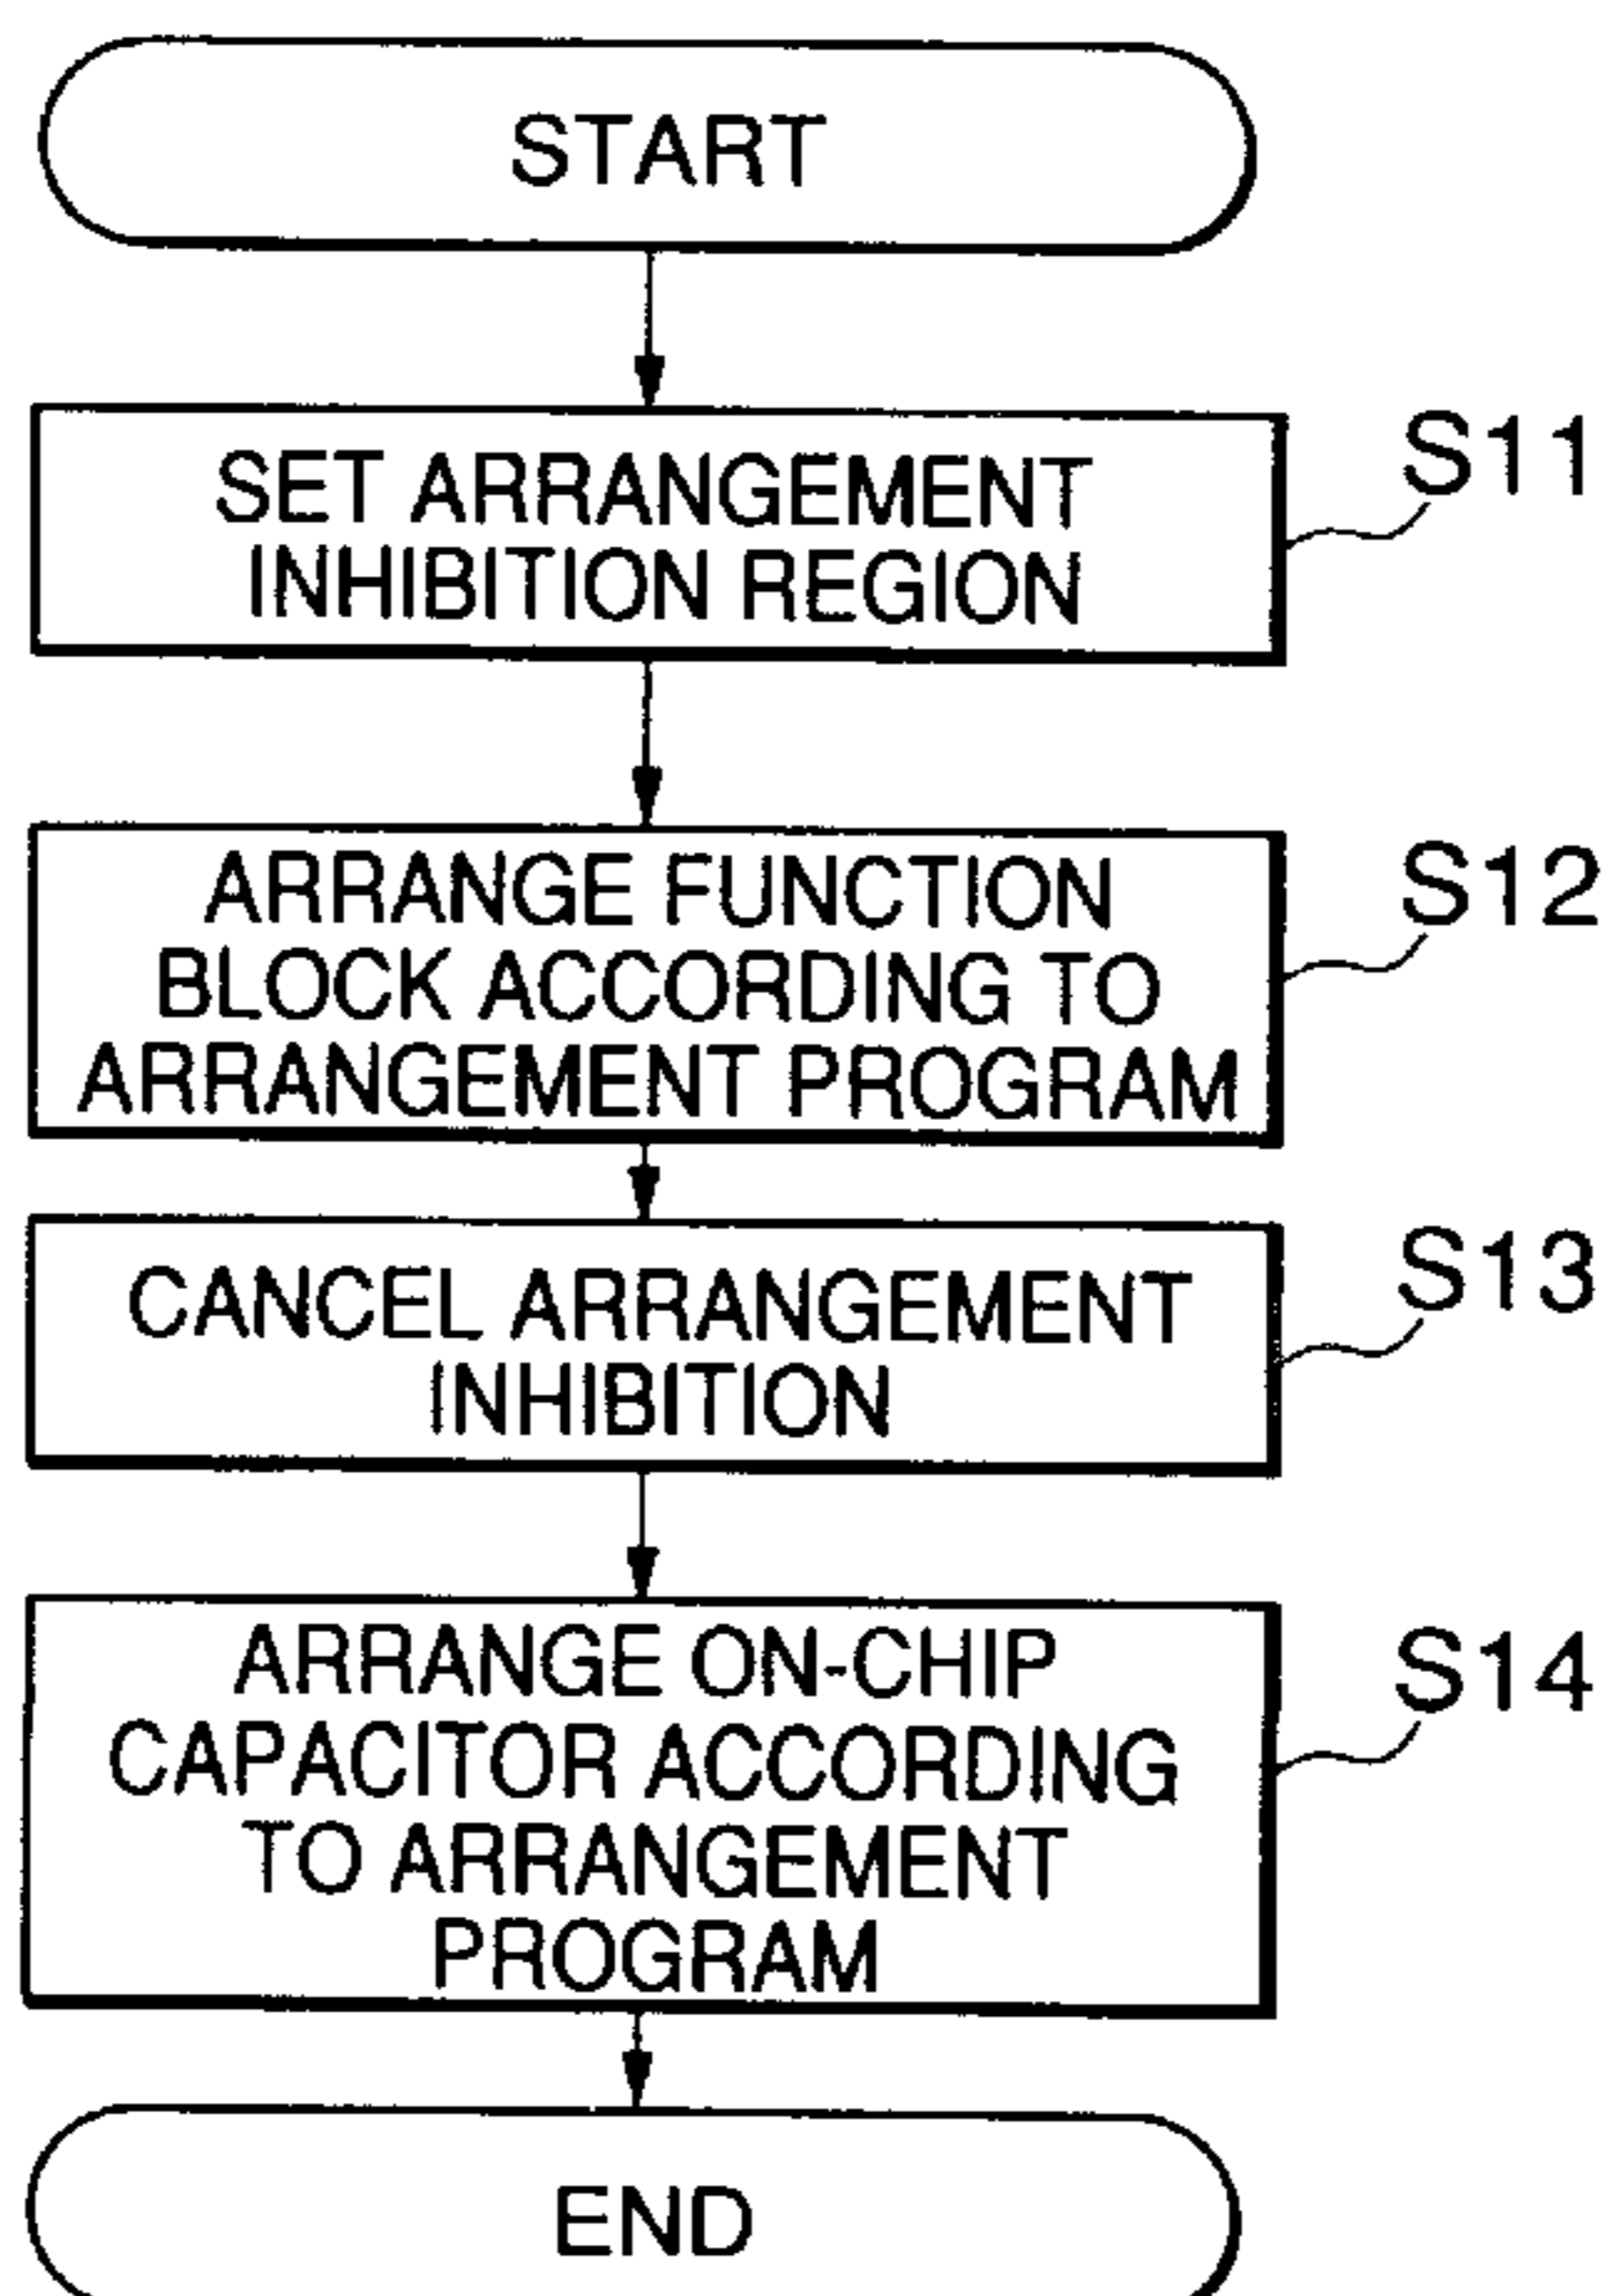 START
SET ARRANGEMENT
INHIBITION REGION
S11
ARRANGE FUNCTION
BLOCK ACCORDING TO
ARRANGEMENT PROGRAM
S12
CANCEL ARRANGEMENT
INHIBITION
S13
ARRANGE ON-CHIP
CAPACITOR ACCORDING
TO ARRANGEMENT
PROGRAM
S14
END